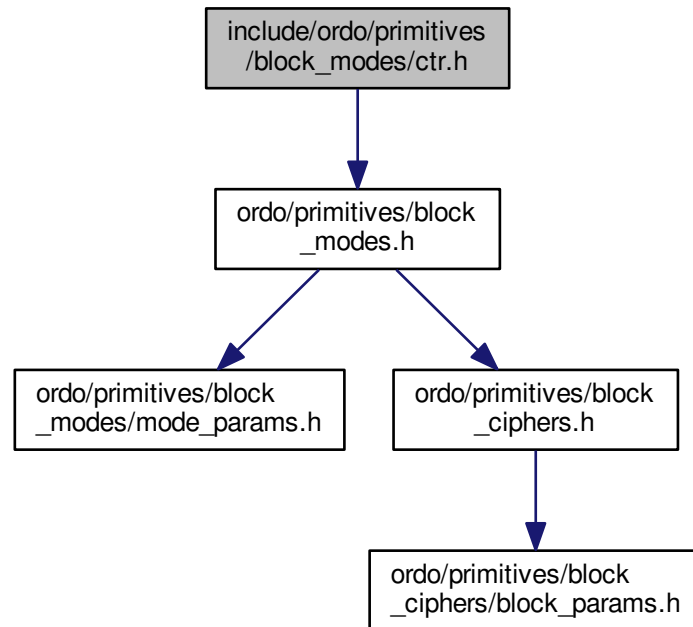 include/ordo/primitives
/block_modes/ctr.h
ordo/primitives/block
_modes.h
ordo/primitives/block
_modes/mode_params.h
ordo/primitives/block
_ciphers.h
ordo/primitives/block
_ciphers/block_params.h